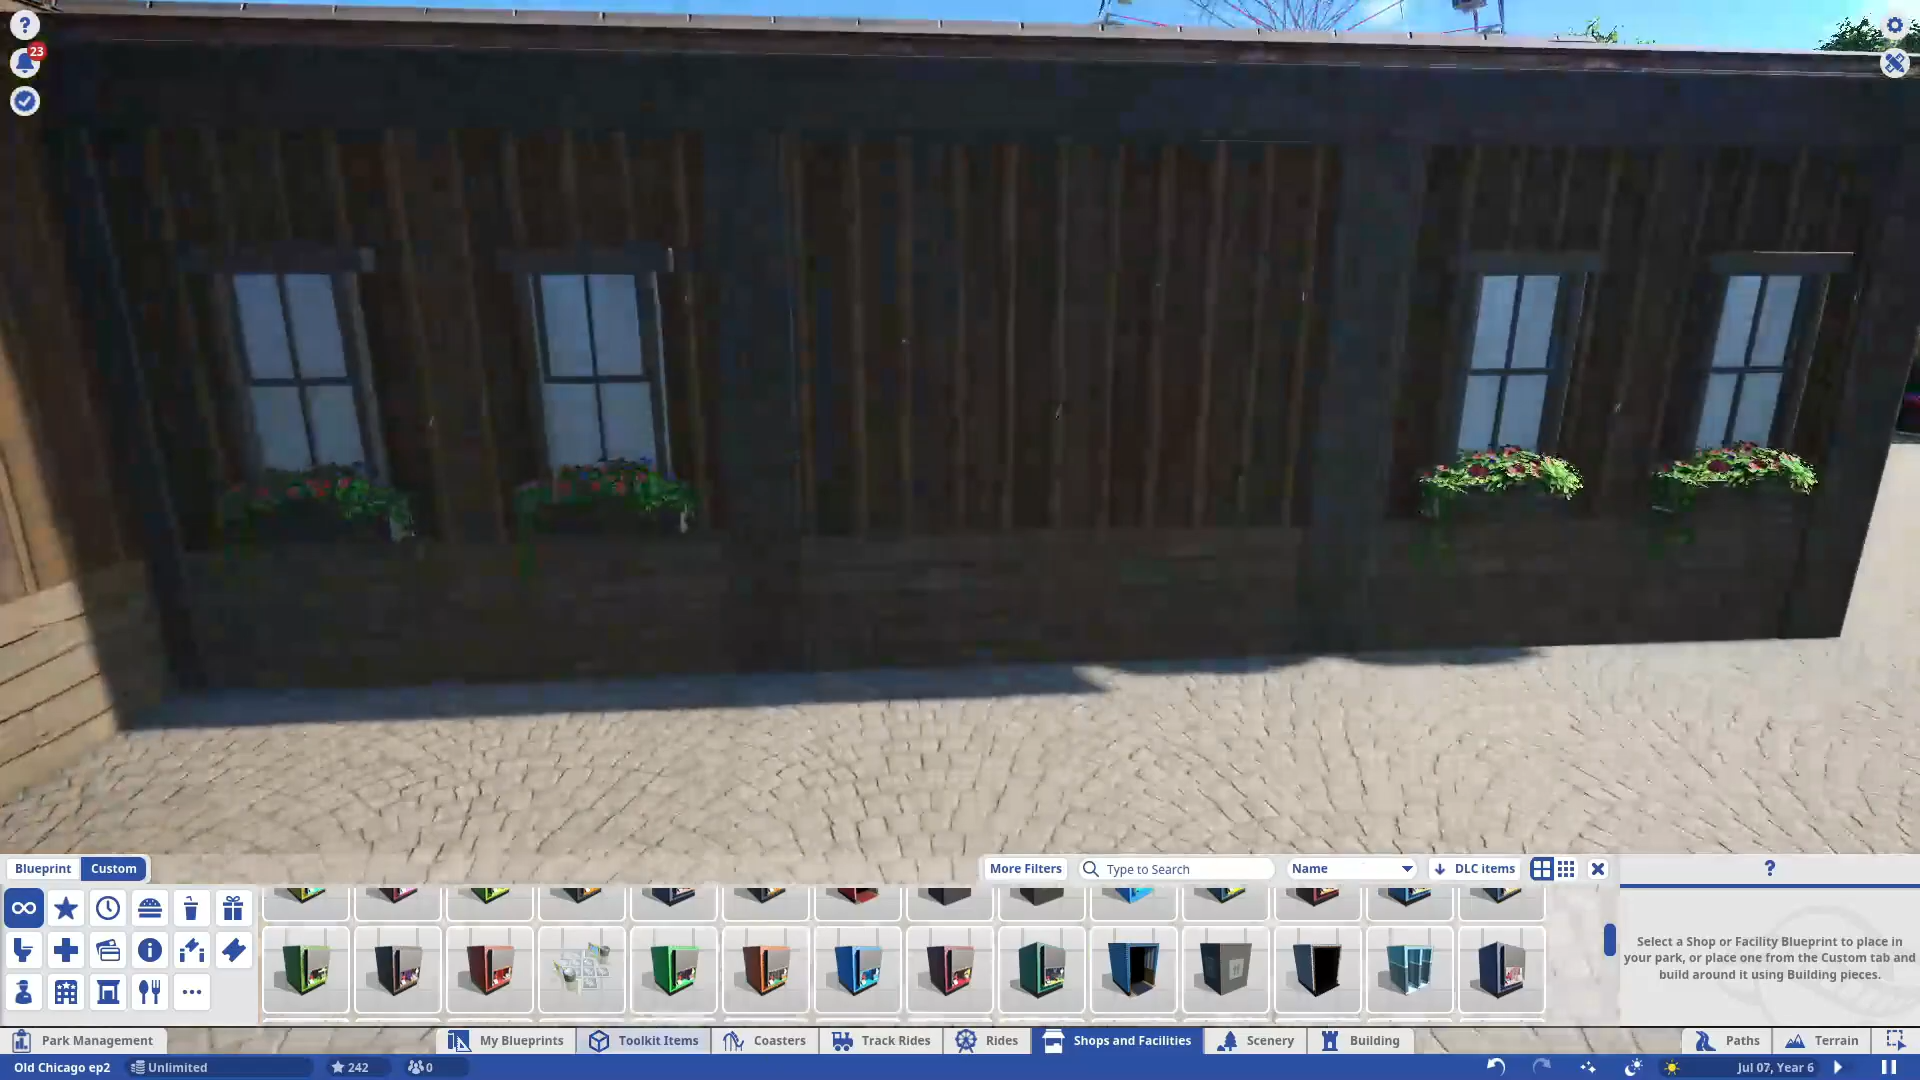 ?
23
Blueprint
Custom
More Filters
Type to Search
Name
DLC items
?
Select a Shop or Facility Blueprint to place in
your park, or place one from the Custom tab and
build around it using Building pieces.
Park Management
My Blueprints
Toolkit Items
Coasters
Track Rides
Rides
Shops and Facilities
Scenery
Building
Paths
Terrain
Old Chicago ep2
Unlimited
242
0
Jul 07, Year 6